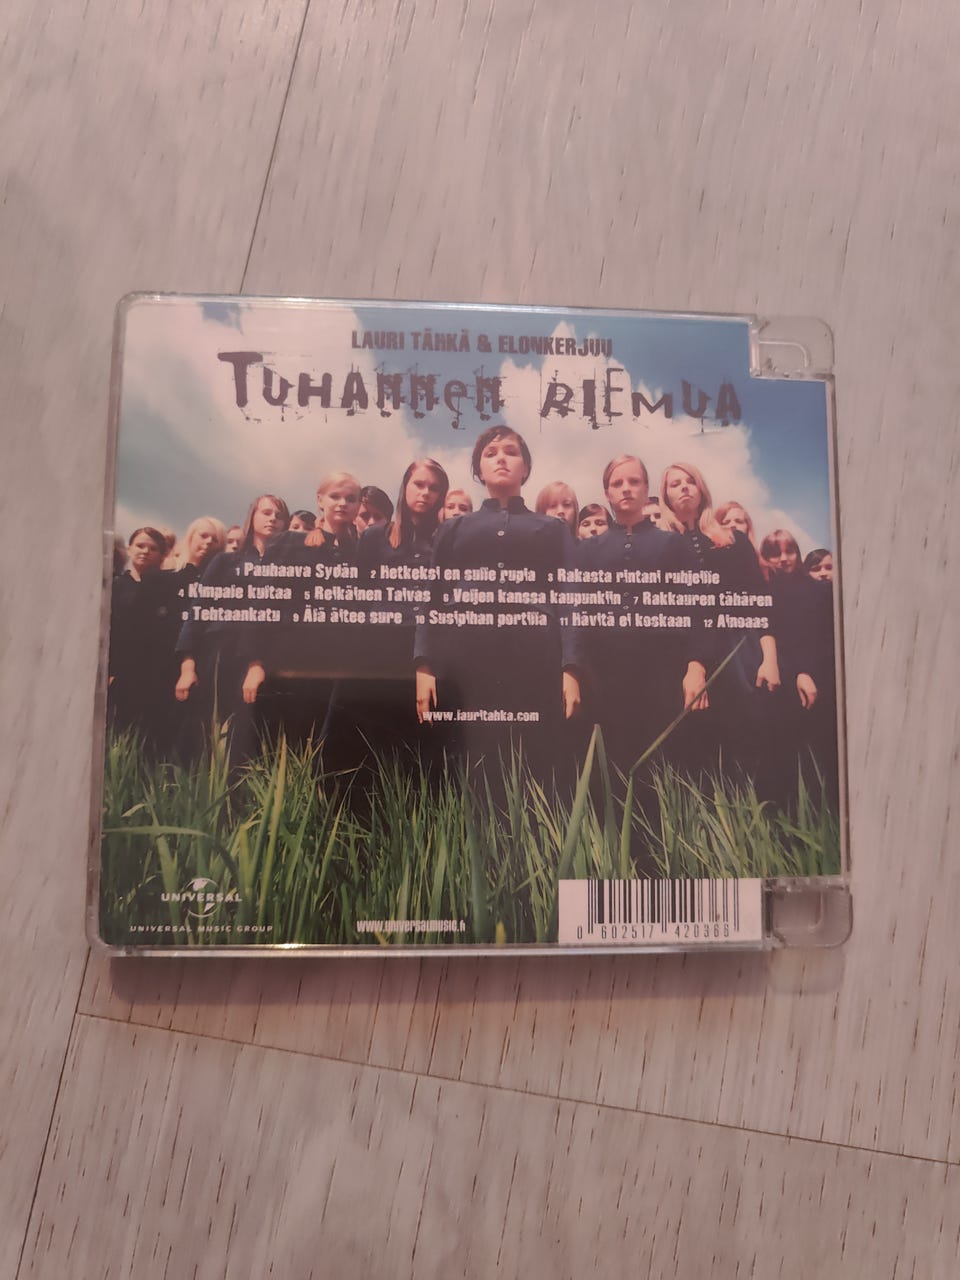 LAURI TÄHKÄ & ELONKERJUU
TUHANNEN RIEMUA
1 Pauhaava Sydän 2 Hetkeksi en sulle rupia 3 Rakasta rintani ruhjeille
4 Kimpale kultaa 5 Reikäinen Taivas 6 Veljen kanssa kaupunkiin 7 Rakkauren tähären
8 Tehtaankatu 9 Älä äitee sure 10 Susipihan portilla 11 Hävitä ei koskaan 12 Ainoaas
www.lauritahka.com
UNIVERSAL
UNIVERSAL MUSIC GROUP
www.universalmusic.fi
0 602517 420366